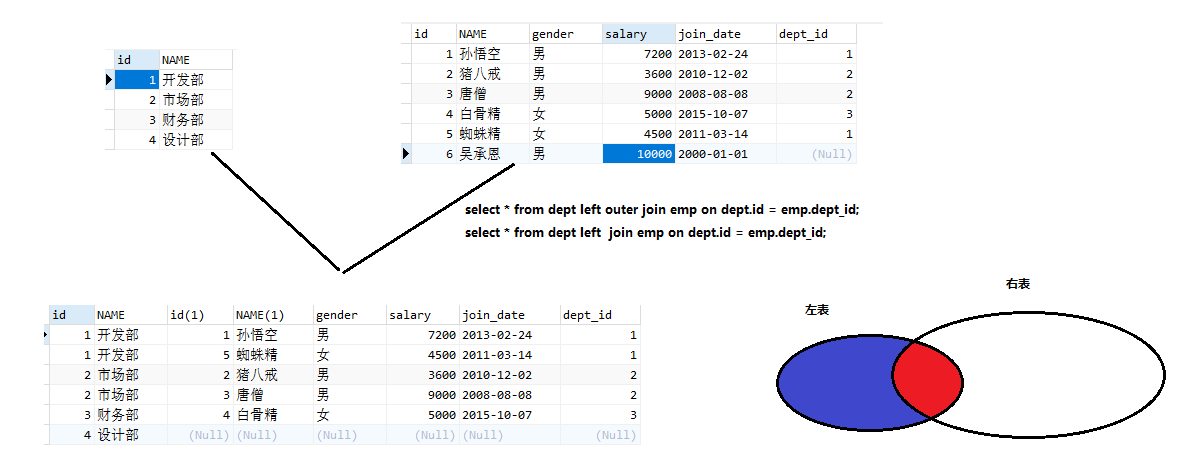 id NAME
1 开发部
2 市场部
3 财务部
4 设计部
id NAME gender salary join_date dept_id
1 孙悟空 男 7200 2013-02-24 1
2 猪八戒 男 3600 2010-12-02 2
3 唐僧 男 9000 2008-08-08 2
4 白骨精 女 5000 2015-10-07 3
5 蜘蛛精 女 4500 2011-03-14 1
6 吴承恩 男 10000 2000-01-01 (Null)
select * from dept left outer join emp on dept.id = emp.dept_id;
select * from dept left  join emp on dept.id = emp.dept_id;
id NAME id(1) NAME(1) gender salary join_date dept_id
1 开发部 1 孙悟空 男 7200 2013-02-24 1
1 开发部 5 蜘蛛精 女 4500 2011-03-14 1
2 市场部 2 猪八戒 男 3600 2010-12-02 2
2 市场部 3 唐僧 男 9000 2008-08-08 2
3 财务部 4 白骨精 女 5000 2015-10-07 3
4 设计部 (Null) (Null) (Null) (Null) (Null) (Null)
左表
右表